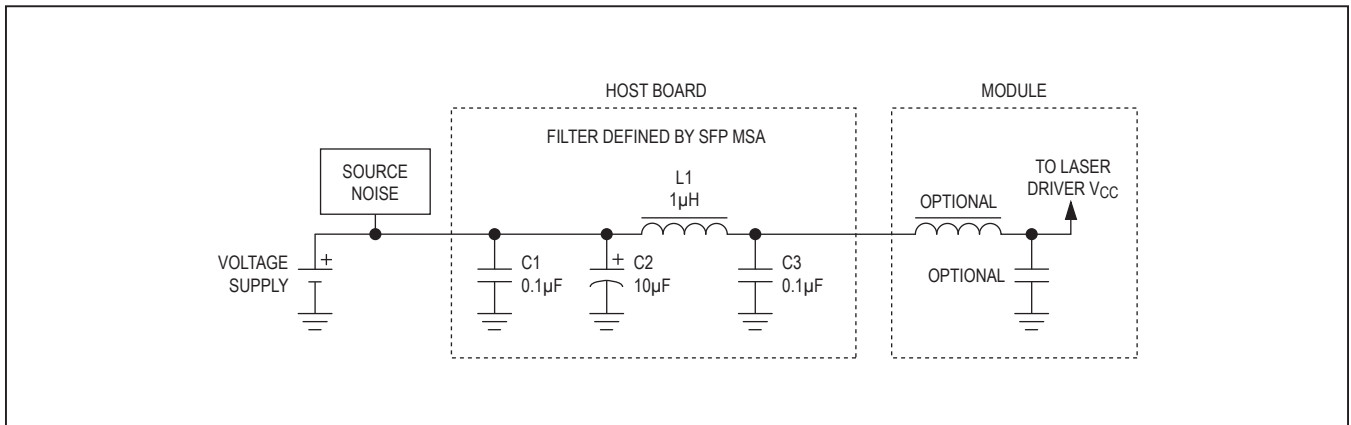 HOST BOARD
MODULE
FILTER DEFINED BY SFP MSA
SOURCE
NOISE
L1
1µH
OPTIONAL
TO LASER
DRIVER VCC
VOLTAGE
SUPPLY
+
C1
0.1µF
+
C2
10µF
C3
0.1µF
OPTIONAL